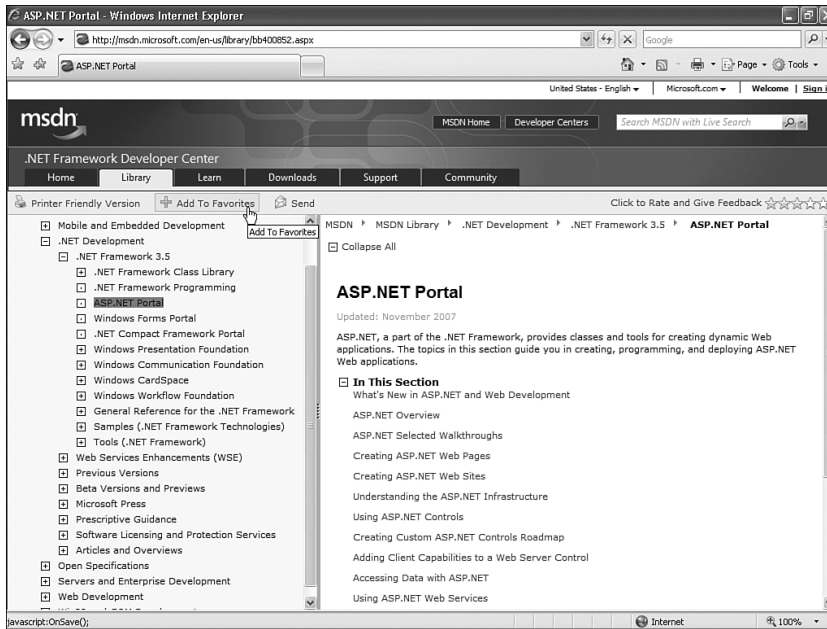 ASP.NET Portal - Windows Internet Explorer
http://msdn.microsoft.com/en-us/library/bb400852.aspx
Google
ASP.NET Portal
Page
Tools
United States - English
Microsoft.com
Welcome | Sign i
msdn
MSDN Home
Developer Centers
Search MSDN with Live Search
.NET Framework Developer Center
Home Library Learn Downloads Support Community
Printer Friendly Version Add To Favorites Send
Click to Rate and Give Feedback
Add To Favorites
Mobile and Embedded Development
.NET Development
.NET Framework 3.5
.NET Framework Class Library
.NET Framework Programming
ASP.NET Portal
Windows Forms Portal
.NET Compact Framework Portal
Windows Presentation Foundation
Windows Communication Foundation
Windows CardSpace
Windows Workflow Foundation
General Reference for the .NET Framework
Samples (.NET Framework Technologies)
Tools (.NET Framework)
Web Services Enhancements (WSE)
Previous Versions
Beta Versions and Previews
Microsoft Press
Prescriptive Guidance
Software Licensing and Protection Services
Articles and Overviews
Open Specifications
Servers and Enterprise Development
Web Development
MSDN MSDN Library .NET Development .NET Framework 3.5 ASP.NET Portal
Collapse All
ASP.NET Portal
Updated: November 2007
ASP.NET, a part of the .NET Framework, provides classes and tools for creating dynamic Web
applications. The topics in this section guide you in creating, programming, and deploying ASP.NET
Web applications.
In This Section
What's New in ASP.NET and Web Development
ASP.NET Overview
ASP.NET Selected Walkthroughs
Creating ASP.NET Web Pages
Creating ASP.NET Web Sites
Understanding the ASP.NET Infrastructure
Using ASP.NET Controls
Creating Custom ASP.NET Controls Roadmap
Adding Client Capabilities to a Web Server Control
Accessing Data with ASP.NET
Using ASP.NET Web Services
javascript:OnSave();
Internet
100%